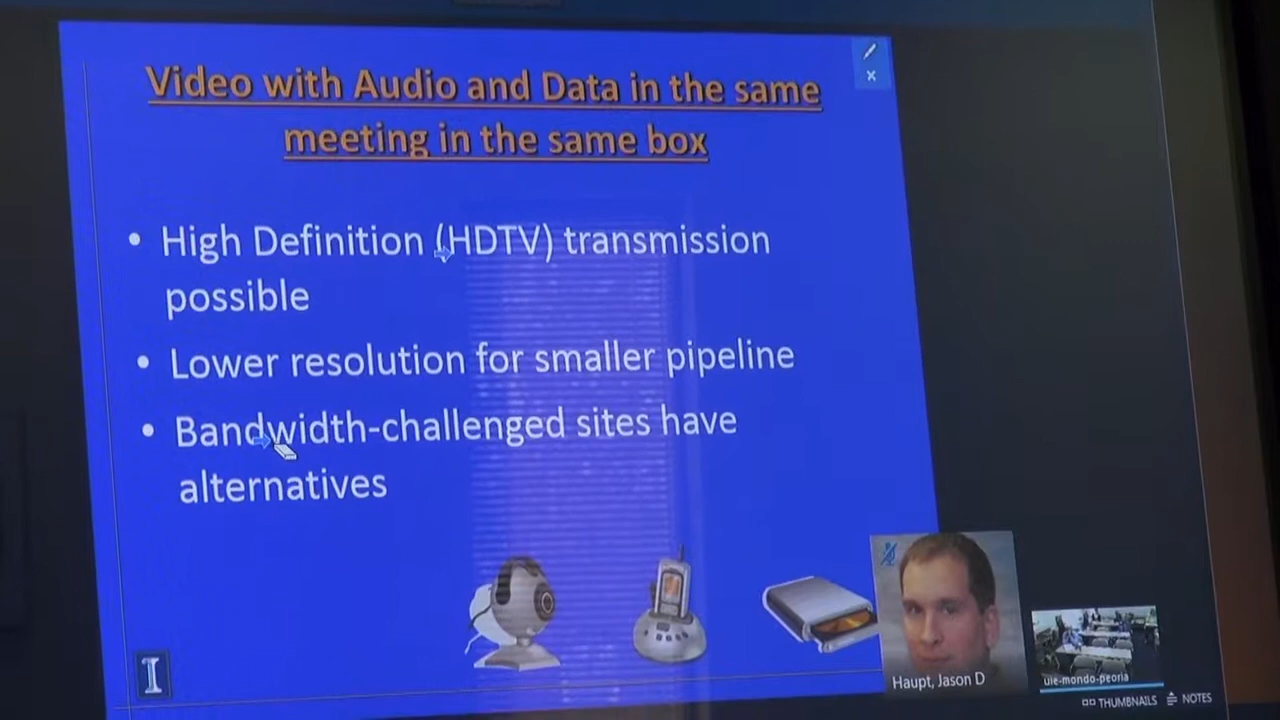 Video with Audio and Data in the same
meeting in the same box
• High Definition (HDTV) transmission
possible
• Lower resolution for smaller pipeline
• Bandwidth-challenged sites have
alternatives
I
Haupt, Jason D
uie-mondo-peoria
THUMBNAILS NOTES